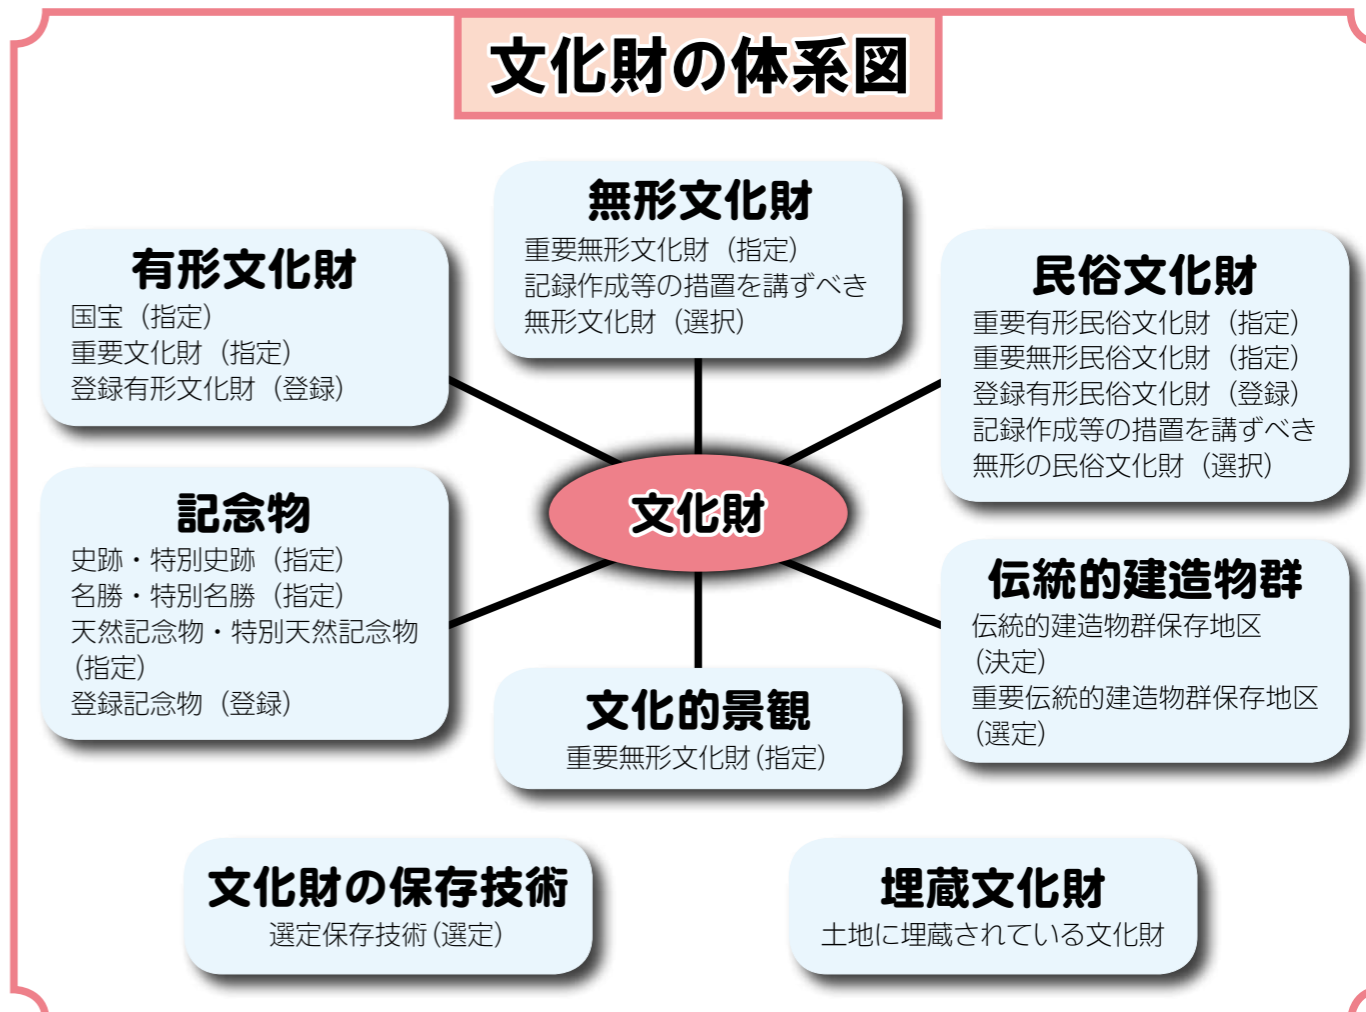 文化財の体系図
無形文化財
重要無形文化財（指定）
記録作成等の措置を講ずべき
無形文化財（選択）
有形文化財
国宝（指定）
重要文化財（指定）
登録有形文化財（登録）
民俗文化財
重要有形民俗文化財（指定）
重要無形民俗文化財（指定）
登録有形民俗文化財（登録）
記録作成等の措置を講ずべき
無形の民俗文化財（選択）
文化財
記念物
史跡・特別史跡（指定）
名勝・特別名勝（指定）
天然記念物・特別天然記念物
（指定）
登録記念物（登録）
伝統的建造物群
伝統的建造物群保存地区
（決定）
重要伝統的建造物群保存地区
（選定）
文化的景観
重要無形文化財（指定）
文化財の保存技術
選定保存技術（選定）
埋蔵文化財
土地に埋蔵されている文化財